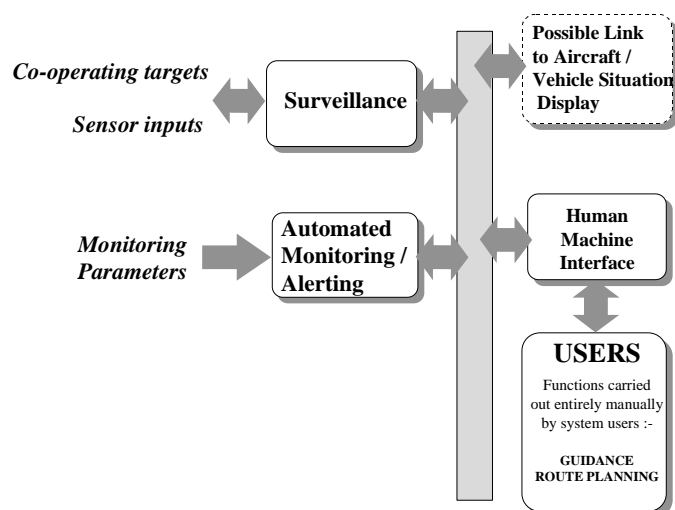 Co-operating targets
Sensor inputs
Surveillance
Possible Link
to Aircraft /
Vehicle Situation
Display
Monitoring
Parameters
Automated
Monitoring /
Alerting
Human
Machine
Interface
USERS
Functions carried
out entirely manually
by system users :-
GUIDANCE
ROUTE PLANNING